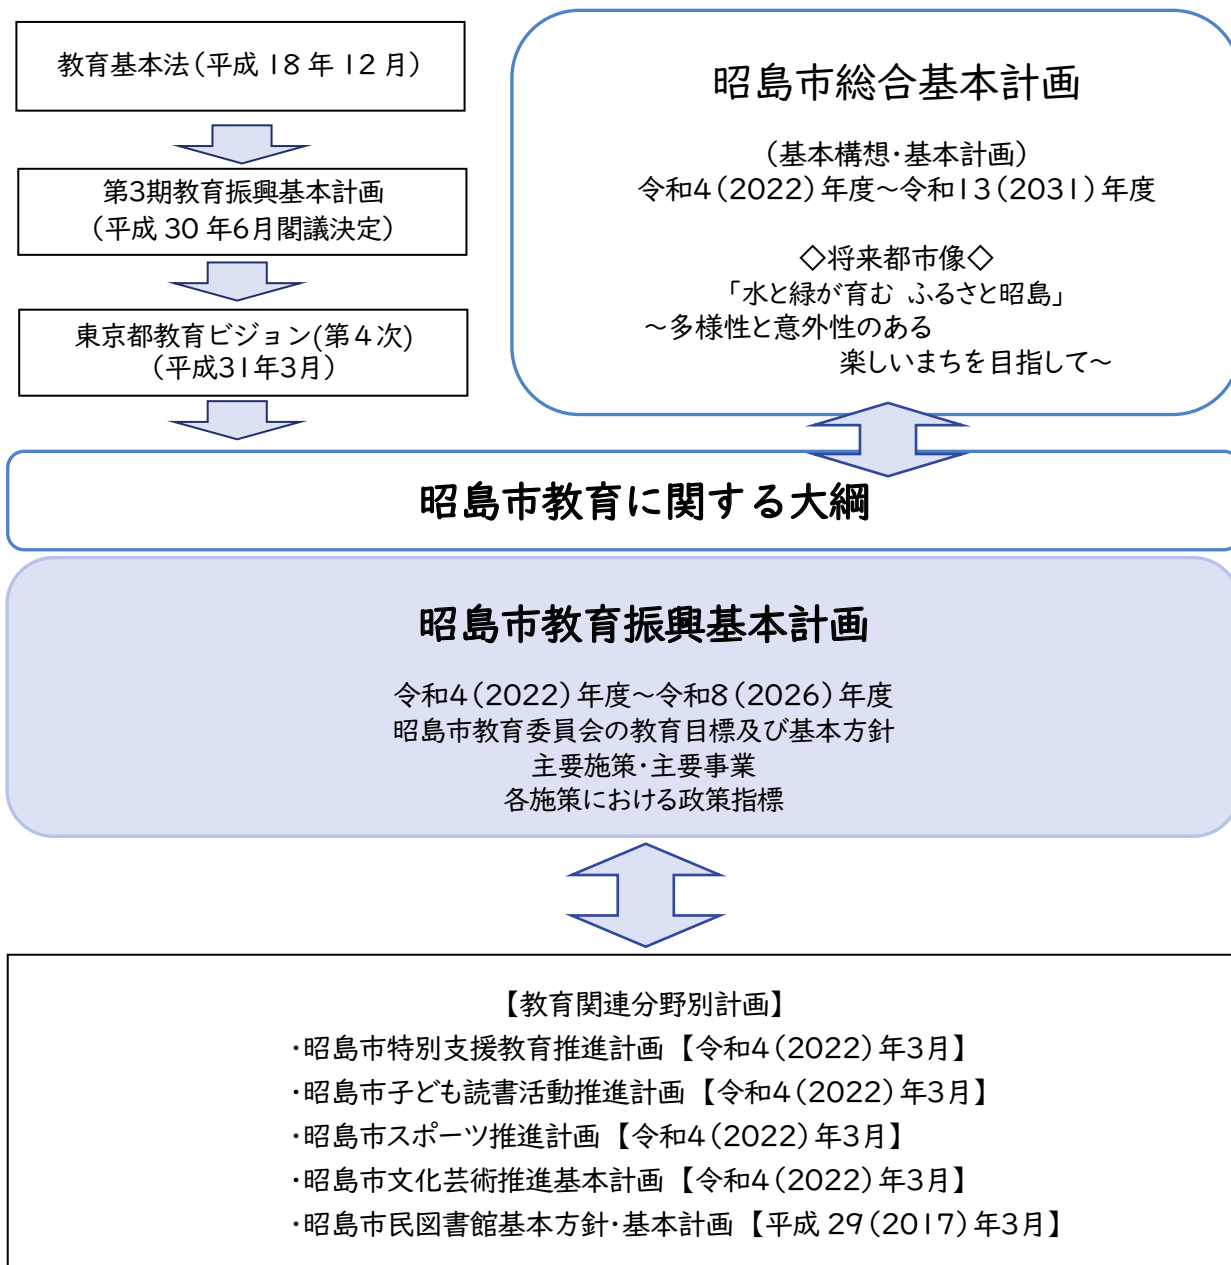 教育基本法(平成 18 年 12 月)
第3期教育振興基本計画
(平成 30 年6月閣議決定)
東京都教育ビジョン(第4次)
(平成31年3月)
昭島市総合基本計画
(基本構想・基本計画)
令和4(2022)年度～令和13(2031)年度
◇将来都市像◇
「水と緑が育む ふるさと昭島」
～多様性と意外性のある
楽しいまちを目指して～
昭島市教育に関する大綱
昭島市教育振興基本計画
令和4(2022)年度～令和8(2026)年度
昭島市教育委員会の教育目標及び基本方針
主要施策・主要事業
各施策における政策指標
【教育関連分野別計画】
・昭島市特別支援教育推進計画【令和4(2022)年3月】
・昭島市子ども読書活動推進計画【令和4(2022)年3月】
・昭島市スポーツ推進計画【令和4(2022)年3月】
・昭島市文化芸術推進基本計画【令和4(2022)年3月】
・昭島市民図書館基本方針・基本計画【平成 29(2017)年3月】